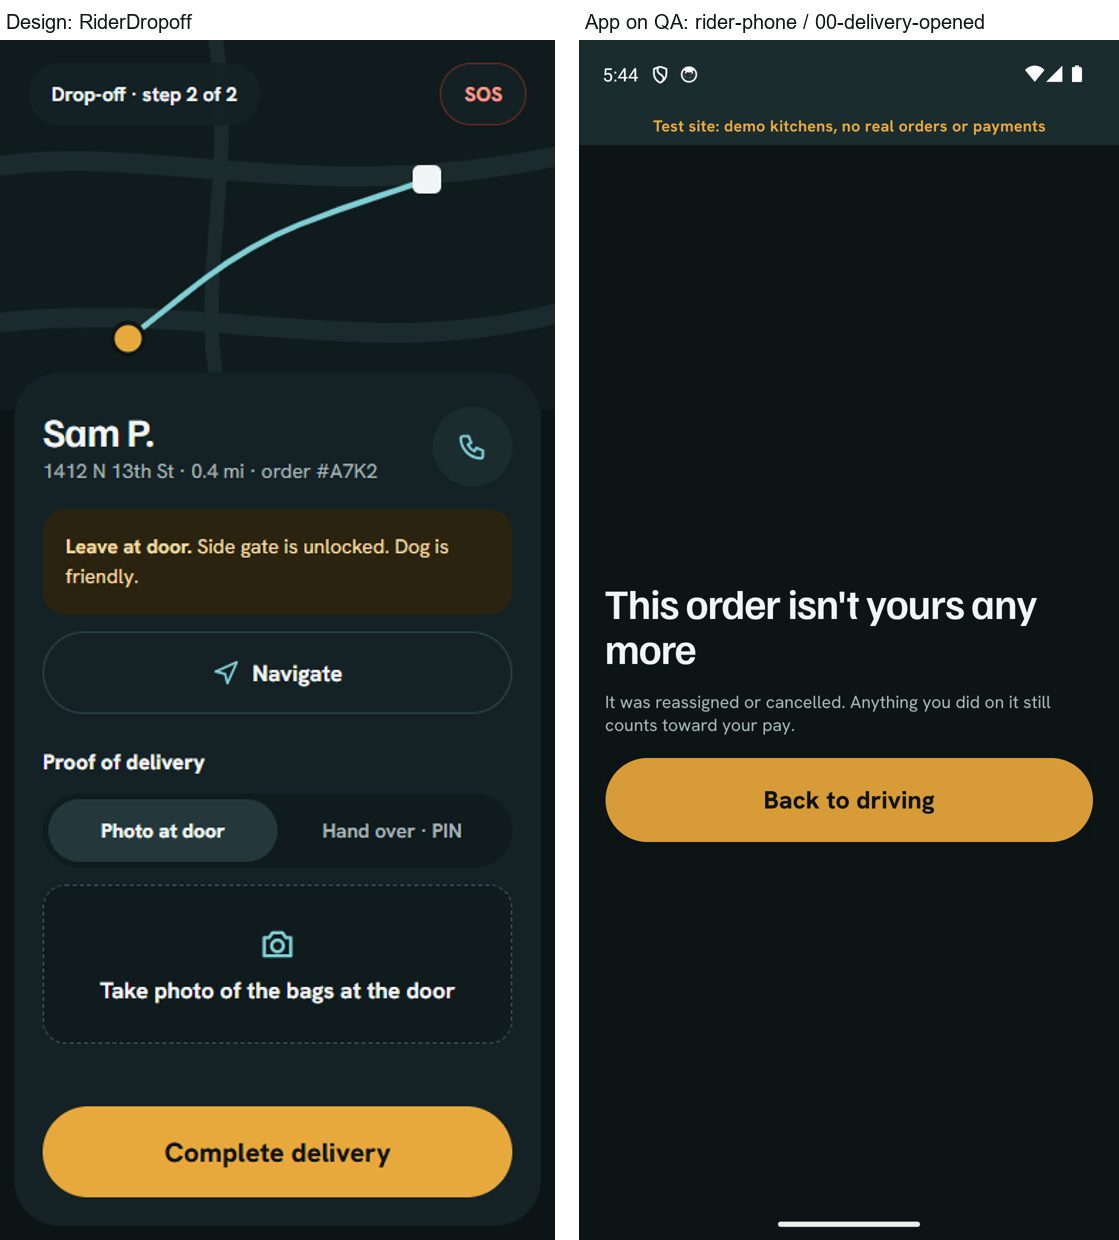 Design: RiderDropoff
Drop-off · step 2 of 2
SOS
Sam P.
1412 N 13th St · 0.4 mi · order #A7K2
Leave at door. Side gate is unlocked. Dog is
friendly.
Navigate
Proof of delivery
Photo at door
Hand over · PIN
Take photo of the bags at the door
Complete delivery
App on QA: rider-phone / 00-delivery-opened
5:44
Test site: demo kitchens, no real orders or payments
This order isn't yours any
more
It was reassigned or cancelled. Anything you did on it still
counts toward your pay.
Back to driving